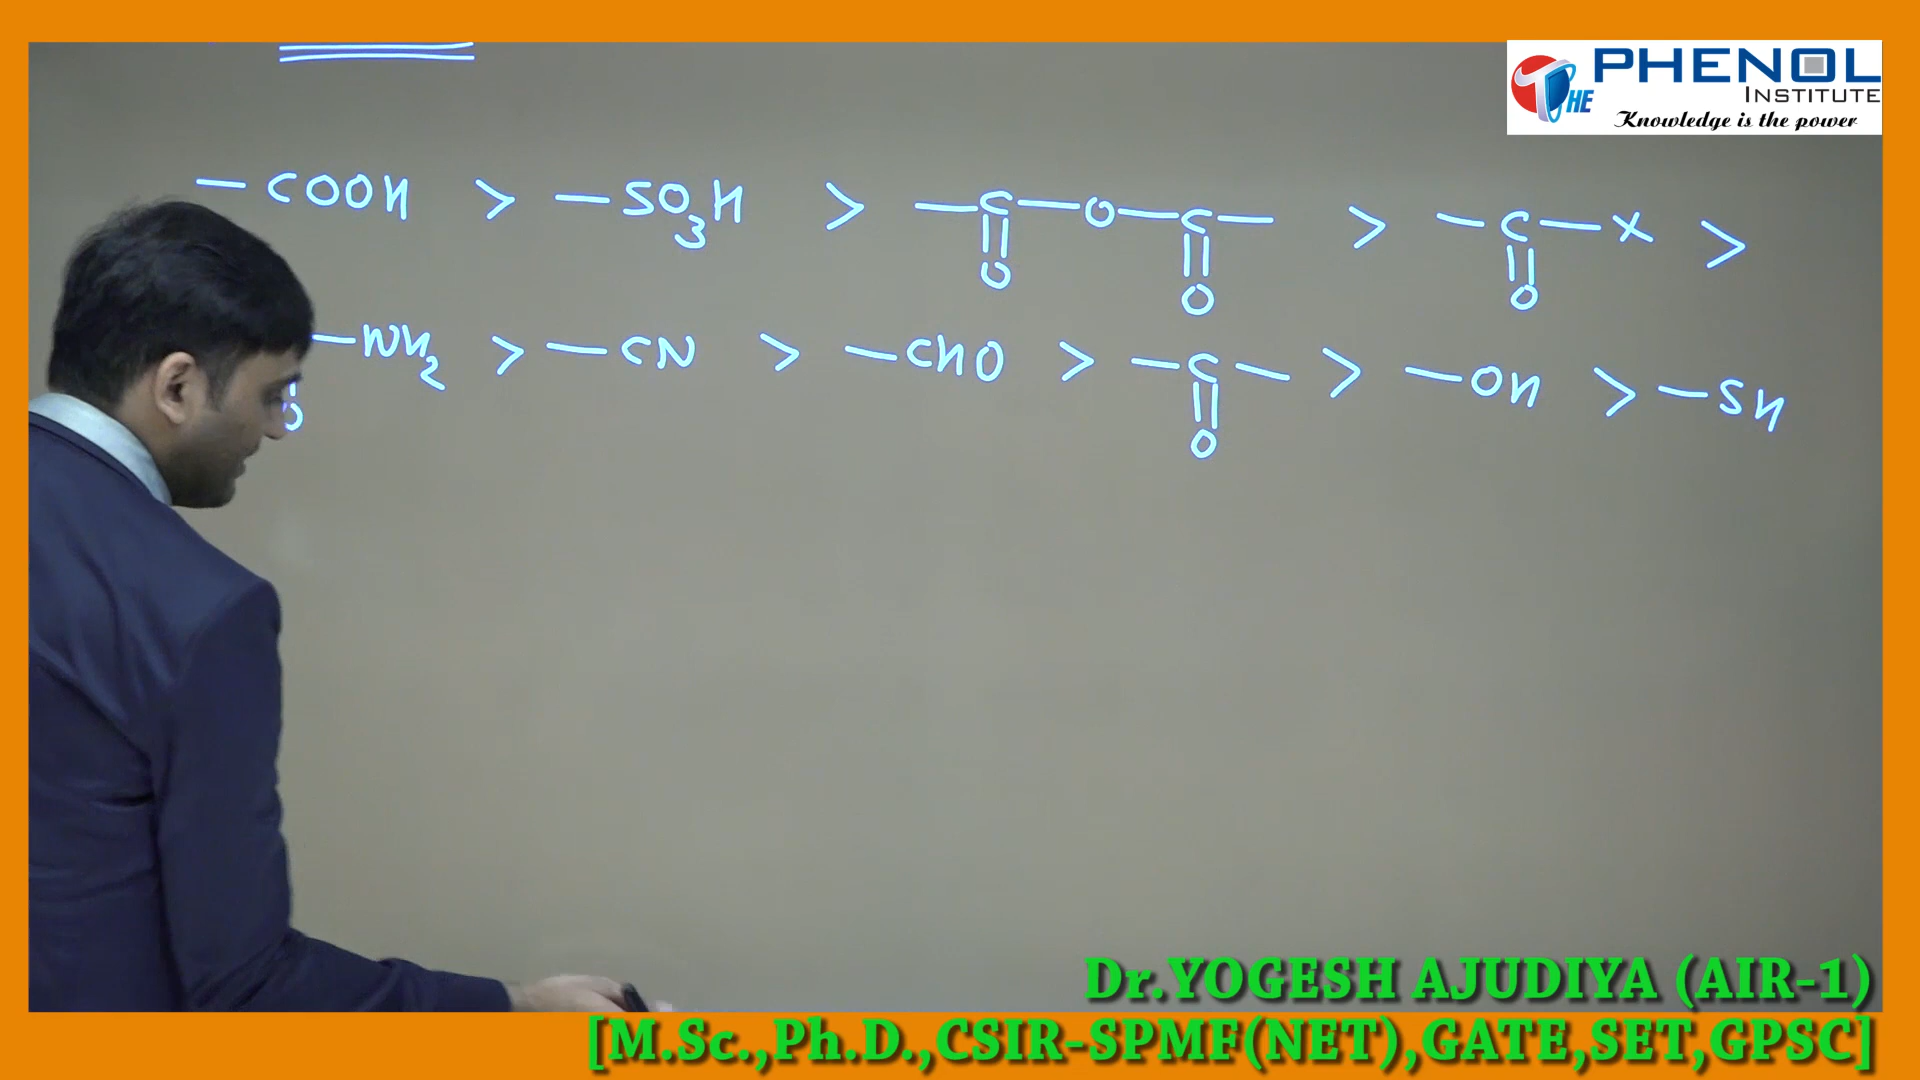 THE PHENOL
INSTITUTE
Knowledge is the power
— COOH > — SO3H > — C — O — C — > — C — X >
O O O
— NH2 > — CN > — CHO > — C — > — OH > — SH
O O
Dr.YOGESH AJUDIYA (AIR-1)
[M.Sc.,Ph.D.,CSIR-SPMF(NET),GATE,SET,GPSC]